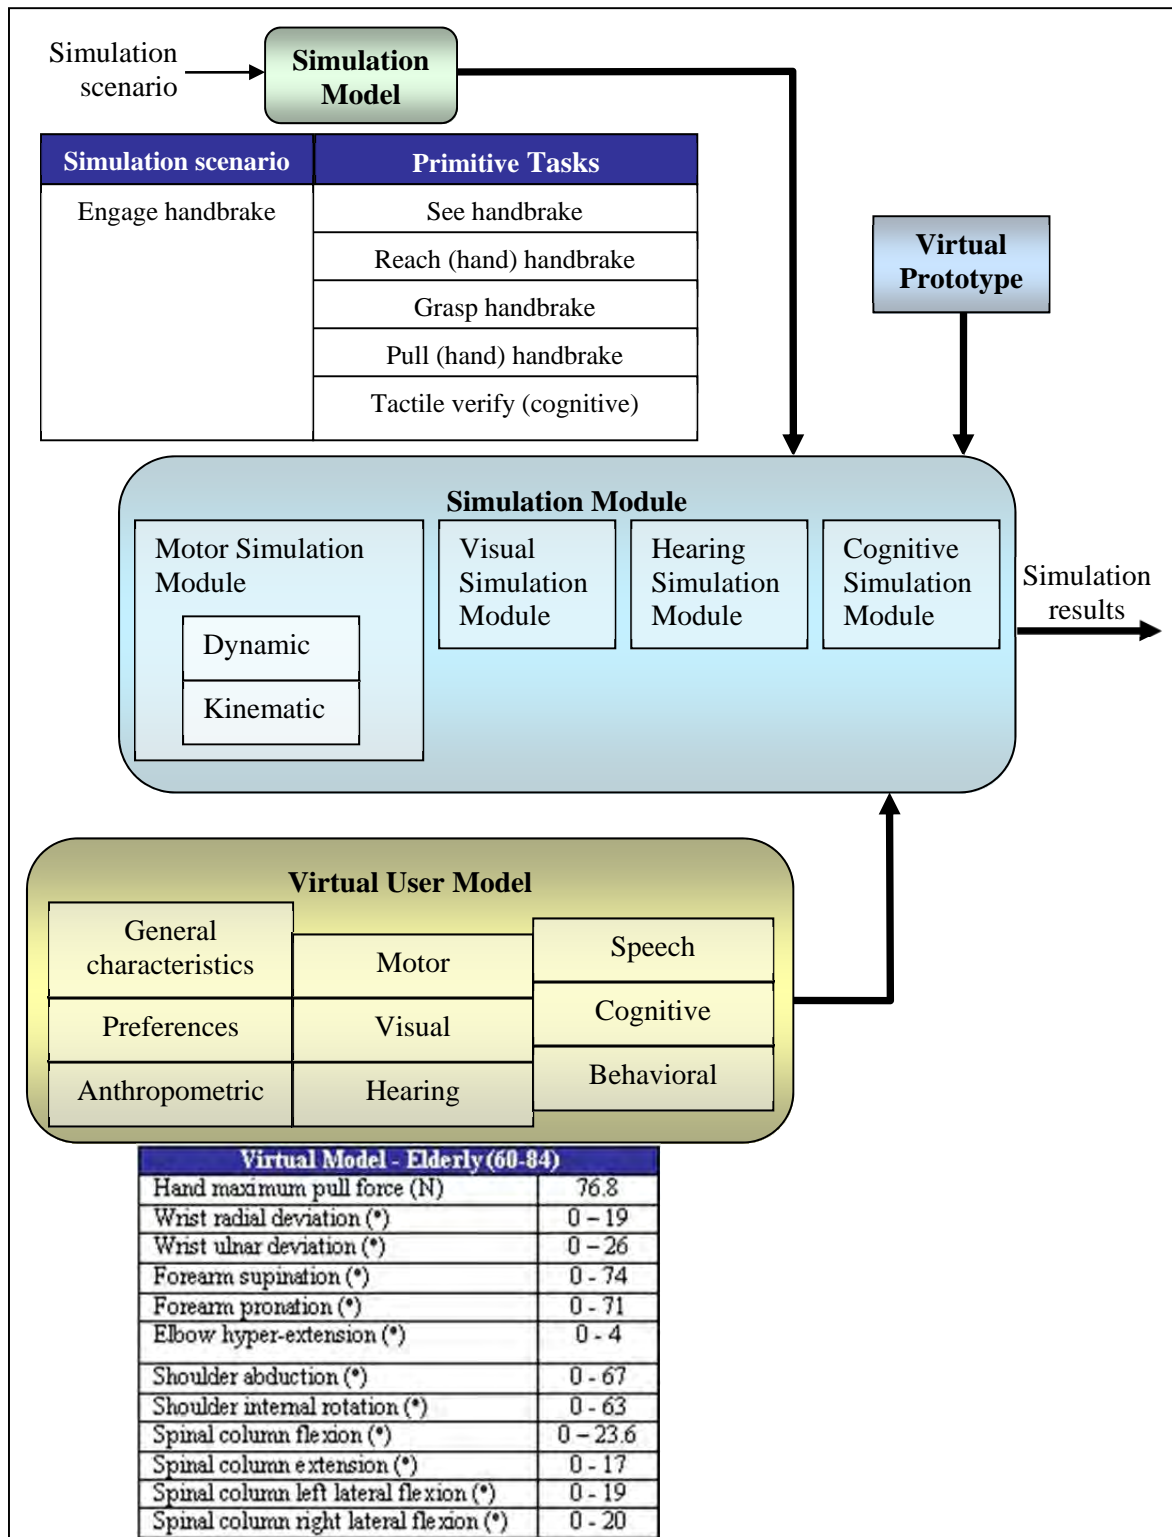 Simulation
scenario
Simulation
Model
Simulation scenario
Primitive Tasks
Engage handbrake
See handbrake
Reach (hand) handbrake
Grasp handbrake
Pull (hand) handbrake
Tactile verify (cognitive)
Virtual
Prototype
Simulation Module
Motor Simulation
Module
Dynamic
Kinematic
Visual
Simulation
Module
Hearing
Simulation
Module
Cognitive
Simulation
Module
Simulation
results
Virtual User Model
General
characteristics
Preferences
Anthropometric
Motor
Visual
Hearing
Speech
Cognitive
Behavioral
Virtual Model - Elderly (60-84)
Hand maximum pull force (N) 76.8
Wrist radial deviation (°) 0 – 19
Wrist ulnar deviation (°) 0 – 26
Forearm supination (°) 0 - 74
Forearm pronation (°) 0 - 71
Elbow hyper-extension (°) 0 - 4
Shoulder abduction (°) 0 - 67
Shoulder internal rotation (°) 0 - 63
Spinal column flexion (°) 0 – 23.6
Spinal column extension (°) 0 - 17
Spinal column left lateral flexion (°) 0 - 19
Spinal column right lateral flexion (°) 0 - 20